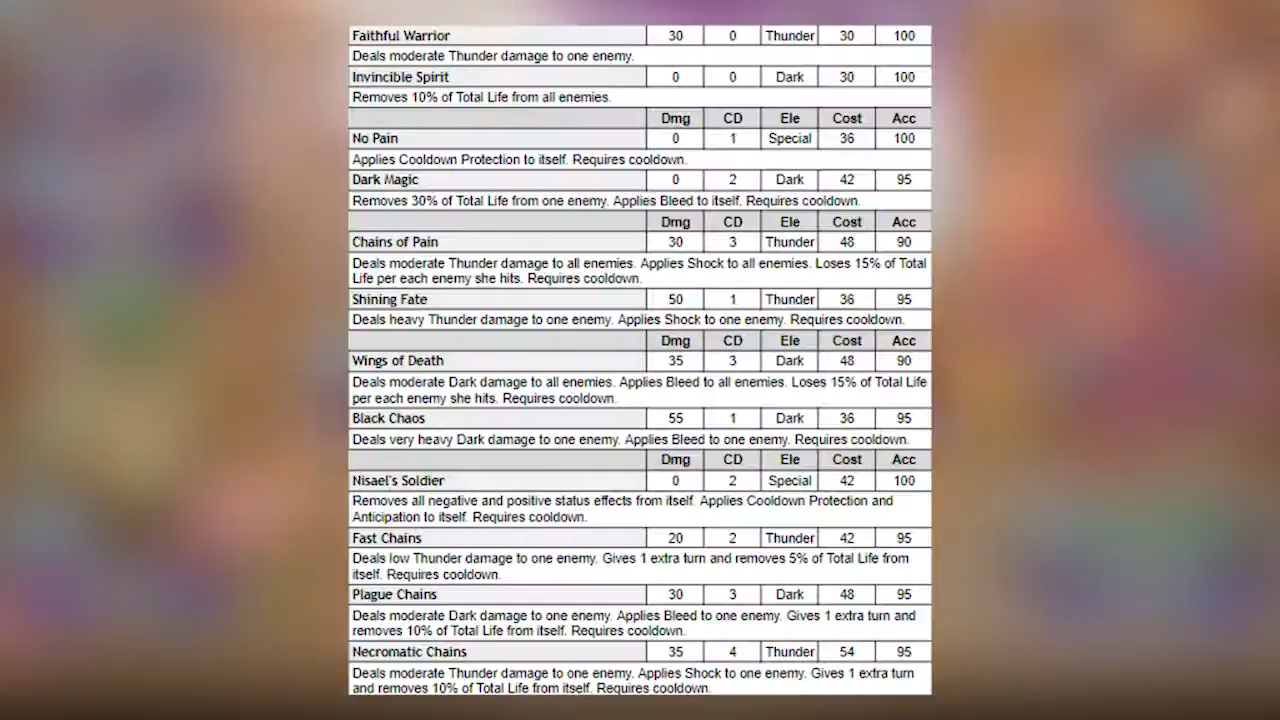 Faithful Warrior 30 0 Thunder 30 100
Deals moderate Thunder damage to one enemy.
Invincible Spirit 0 0 Dark 30 100
Removes 10% of Total Life from all enemies.
Dmg CD Ele Cost Acc
No Pain 0 1 Special 36 100
Applies Cooldown Protection to itself. Requires cooldown.
Dark Magic 0 2 Dark 42 95
Removes 30% of Total Life from one enemy. Applies Bleed to itself. Requires cooldown.
Dmg CD Ele Cost Acc
Chains of Pain 30 3 Thunder 48 90
Deals moderate Thunder damage to all enemies. Applies Shock to all enemies. Loses 15% of Total
Life per each enemy she hits. Requires cooldown.
Shining Fate 50 1 Thunder 36 95
Deals heavy Thunder damage to one enemy. Applies Shock to one enemy. Requires cooldown.
Dmg CD Ele Cost Acc
Wings of Death 35 3 Dark 48 90
Deals moderate Dark damage to all enemies. Applies Bleed to all enemies. Loses 15% of Total Life
per each enemy she hits. Requires cooldown.
Black Chaos 55 1 Dark 36 95
Deals very heavy Dark damage to one enemy. Applies Bleed to one enemy. Requires cooldown.
Dmg CD Ele Cost Acc
Nisael's Soldier 0 2 Special 42 100
Removes all negative and positive status effects from itself. Applies Cooldown Protection and
Anticipation to itself. Requires cooldown.
Fast Chains 20 2 Thunder 42 95
Deals low Thunder damage to one enemy. Gives 1 extra turn and removes 5% of Total Life from
itself. Requires cooldown.
Plague Chains 30 3 Dark 48 95
Deals moderate Dark damage to one enemy. Applies Bleed to one enemy. Gives 1 extra turn and
removes 10% of Total Life from itself. Requires cooldown.
Necromatic Chains 35 4 Thunder 54 95
Deals moderate Thunder damage to one enemy. Applies Shock to one enemy. Gives 1 extra turn
and removes 10% of Total Life from itself. Requires cooldown.